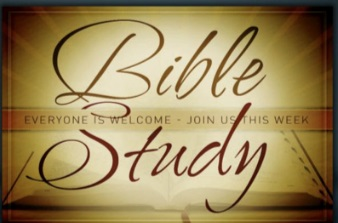 Bible
EVERYONE IS WELCOME - JOIN US THIS WEEK
Study